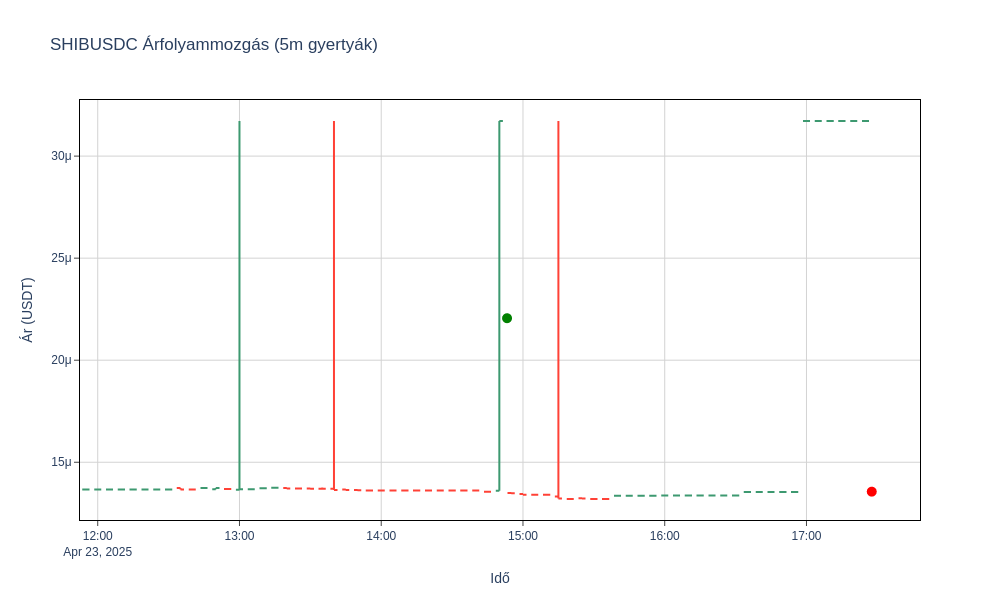 SHIBUSDC Árfolyammozgás (5m gyertyák)
30μ
25μ
20μ
15μ
Ár (USDT)
12:00 13:00 14:00 15:00 16:00 17:00
Apr 23, 2025
Idő